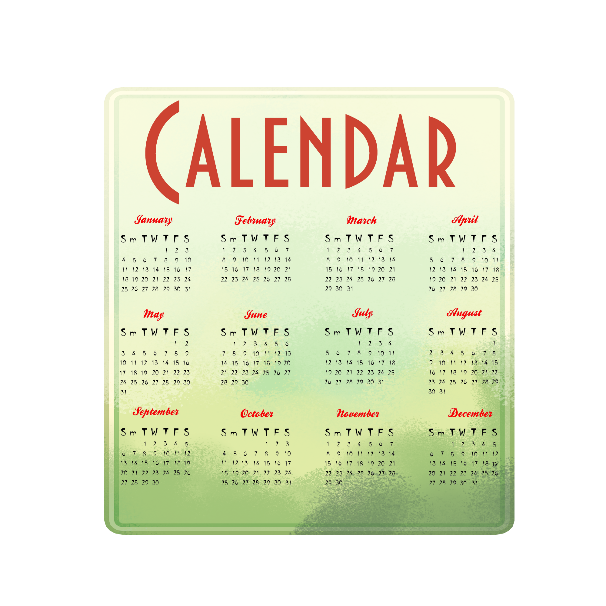 CALENDAR
January
S m T W T F S
1 2 3
4 5 6 7 8 9 10
11 12 13 14 15 16 17
18 19 20 21 22 23 24
25 26 27 28 29 30 31
February
S m T W T F S
1 2 3 4 5 6 7
8 9 10 11 12 13 14
15 16 17 18 19 20 21
22 23 24 25 26 27 28
March
S m T W T F S
1 2 3 4 5 6 7
8 9 10 11 12 13 14
15 16 17 18 19 20 21
22 23 24 25 26 27 28
29 30 31
April
S m T W T F S
1 2 3 4
5 6 7 8 9 10 11
12 13 14 15 16 17 18
19 20 21 22 23 24 25
26 27 28 29 30
May
S m T W T F S
1 2
3 4 5 6 7 8 9
10 11 12 13 14 15 16
17 18 19 20 21 22 23
24 25 26 27 28 29 30
31
June
S m T W T F S
1 2 3 4 5 6
7 8 9 10 11 12 13
14 15 16 17 18 19 20
21 22 23 24 25 26 27
28 29 30
July
S m T W T F S
1 2 3 4
5 6 7 8 9 10 11
12 13 14 15 16 17 18
19 20 21 22 23 24 25
26 27 28 29 30 31
August
S m T W T F S
1
2 3 4 5 6 7 8
9 10 11 12 13 14 15
16 17 18 19 20 21 22
23 24 25 26 27 28 29
30 31
September
S m T W T F S
1 2 3 4 5
6 7 8 9 10 11 12
13 14 15 16 17 18 19
20 21 22 23 24 25 26
27 28 29 30
October
S m T W T F S
1 2 3
4 5 6 7 8 9 10
11 12 13 14 15 16 17
18 19 20 21 22 23 24
25 26 27 28 29 30 31
November
S m T W T F S
1 2 3 4 5 6 7
8 9 10 11 12 13 14
15 16 17 18 19 20 21
22 23 24 25 26 27 28
29 30
December
S m T W T F S
1 2 3 4 5
6 7 8 9 10 11 12
13 14 15 16 17 18 19
20 21 22 23 24 25 26
27 28 29 30 31